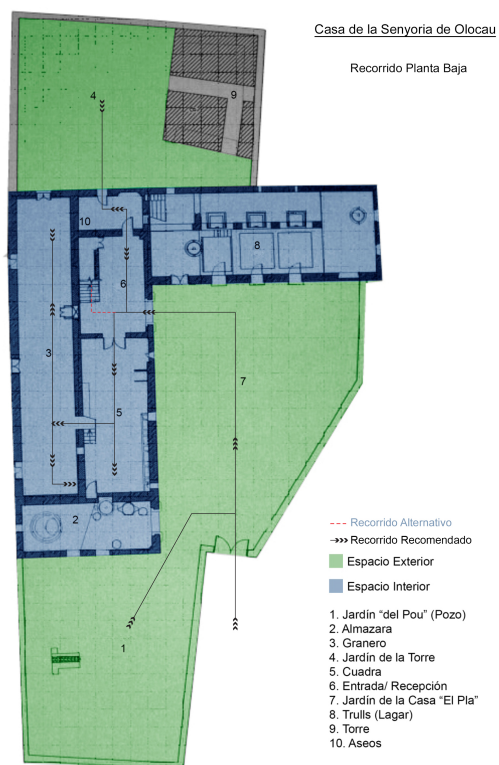 Casa de la Senyoria de Olocau
Recorrido Planta Baja
4
9
10
8
6
3
7
5
2
1
Recorrido Alternativo
Recorrido Recomendado
Espacio Exterior
Espacio Interior
1. Jardín “del Pou” (Pozo)
2. Almazara
3. Granero
4. Jardín de la Torre
5. Cuadra
6. Entrada/ Recepción
7. Jardín de la Casa “El Pla”
8. Trulls (Lagar)
9. Torre
10. Aseos